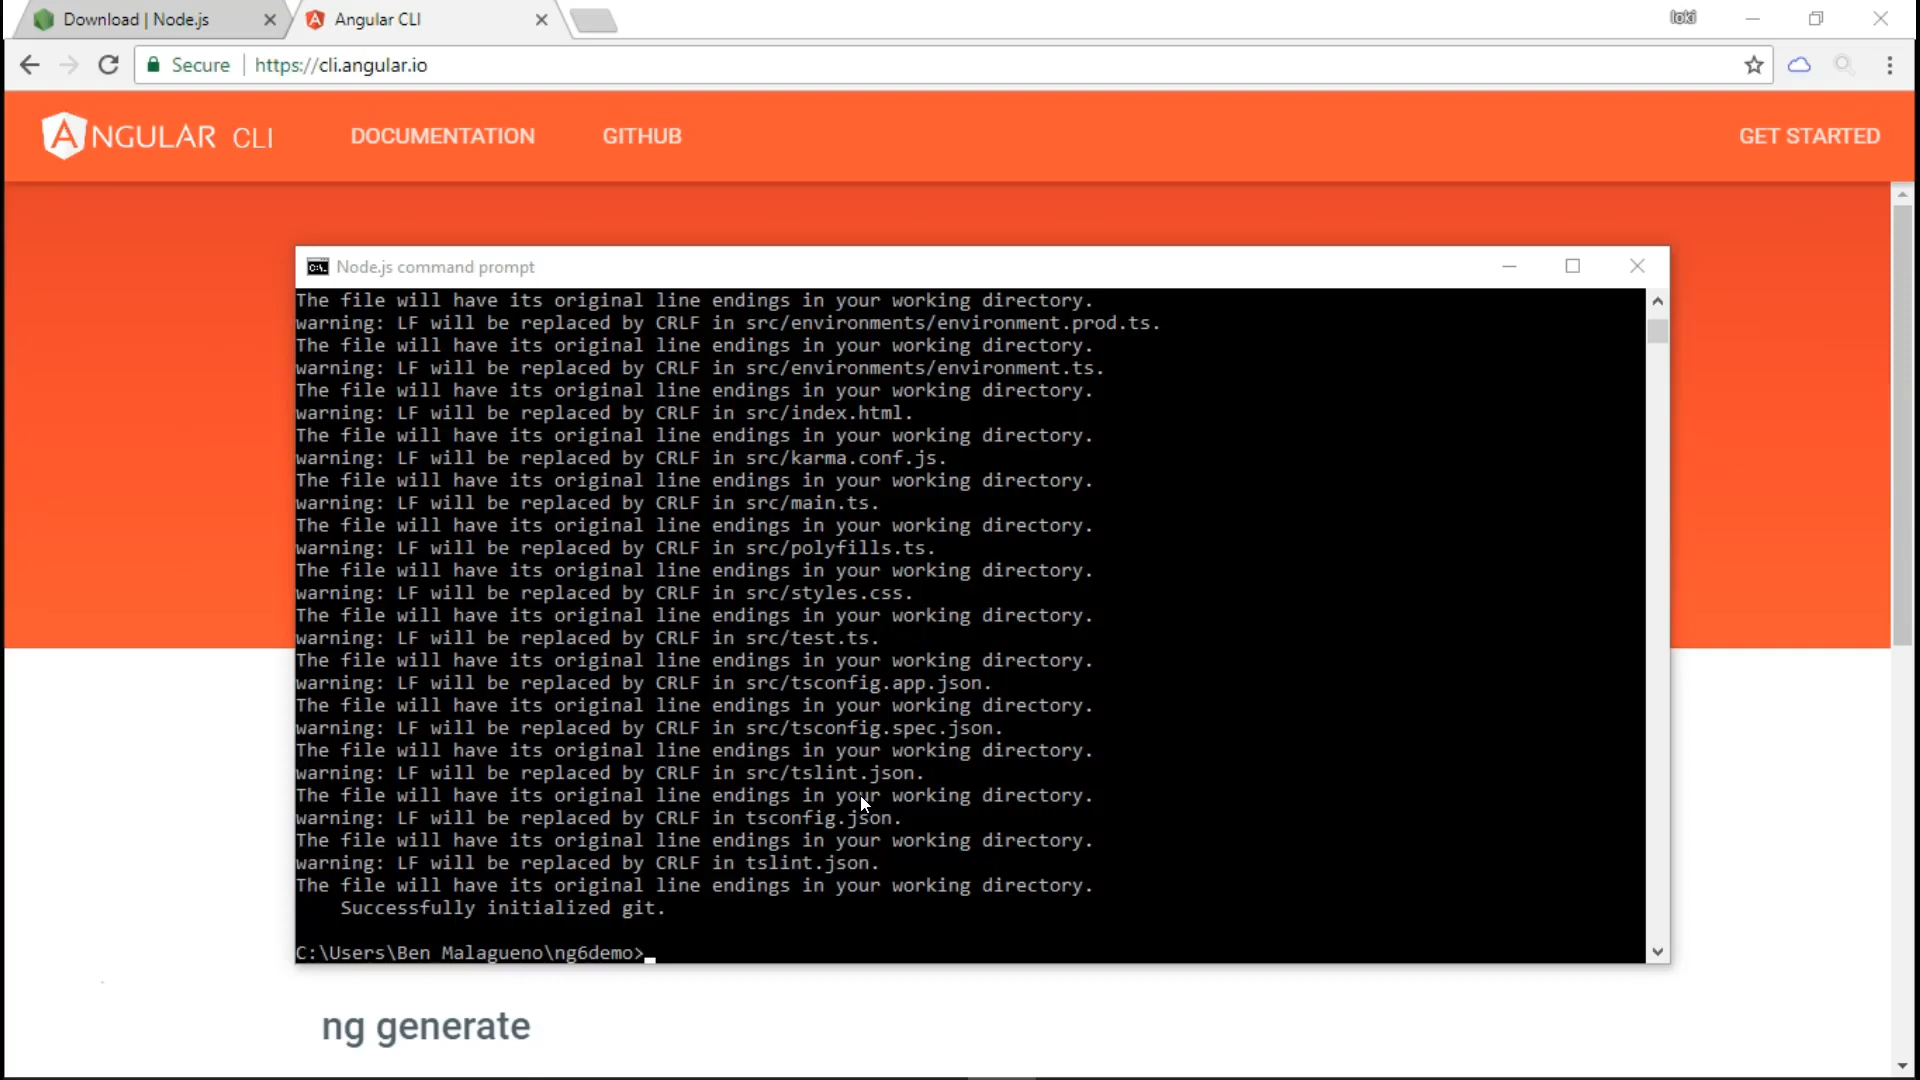 Download | Node.js
Angular CLI
loki
Secure
https://cli.angular.io
ANGULAR CLI
DOCUMENTATION
GITHUB
GET STARTED
Node.js command prompt
The file will have its original line endings in your working directory.
warning: LF will be replaced by CRLF in src/environments/environment.prod.ts.
The file will have its original line endings in your working directory.
warning: LF will be replaced by CRLF in src/environments/environment.ts.
The file will have its original line endings in your working directory.
warning: LF will be replaced by CRLF in src/index.html.
The file will have its original line endings in your working directory.
warning: LF will be replaced by CRLF in src/karma.conf.js.
The file will have its original line endings in your working directory.
warning: LF will be replaced by CRLF in src/main.ts.
The file will have its original line endings in your working directory.
warning: LF will be replaced by CRLF in src/polyfills.ts.
The file will have its original line endings in your working directory.
warning: LF will be replaced by CRLF in src/styles.css.
The file will have its original line endings in your working directory.
warning: LF will be replaced by CRLF in src/test.ts.
The file will have its original line endings in your working directory.
warning: LF will be replaced by CRLF in src/tsconfig.app.json.
The file will have its original line endings in your working directory.
warning: LF will be replaced by CRLF in src/tsconfig.spec.json.
The file will have its original line endings in your working directory.
warning: LF will be replaced by CRLF in src/tslint.json.
The file will have its original line endings in your working directory.
warning: LF will be replaced by CRLF in tsconfig.json.
The file will have its original line endings in your working directory.
warning: LF will be replaced by CRLF in tslint.json.
The file will have its original line endings in your working directory.
Successfully initialized git.
C:\Users\Ben Malagueno\ng6demo>
ng generate